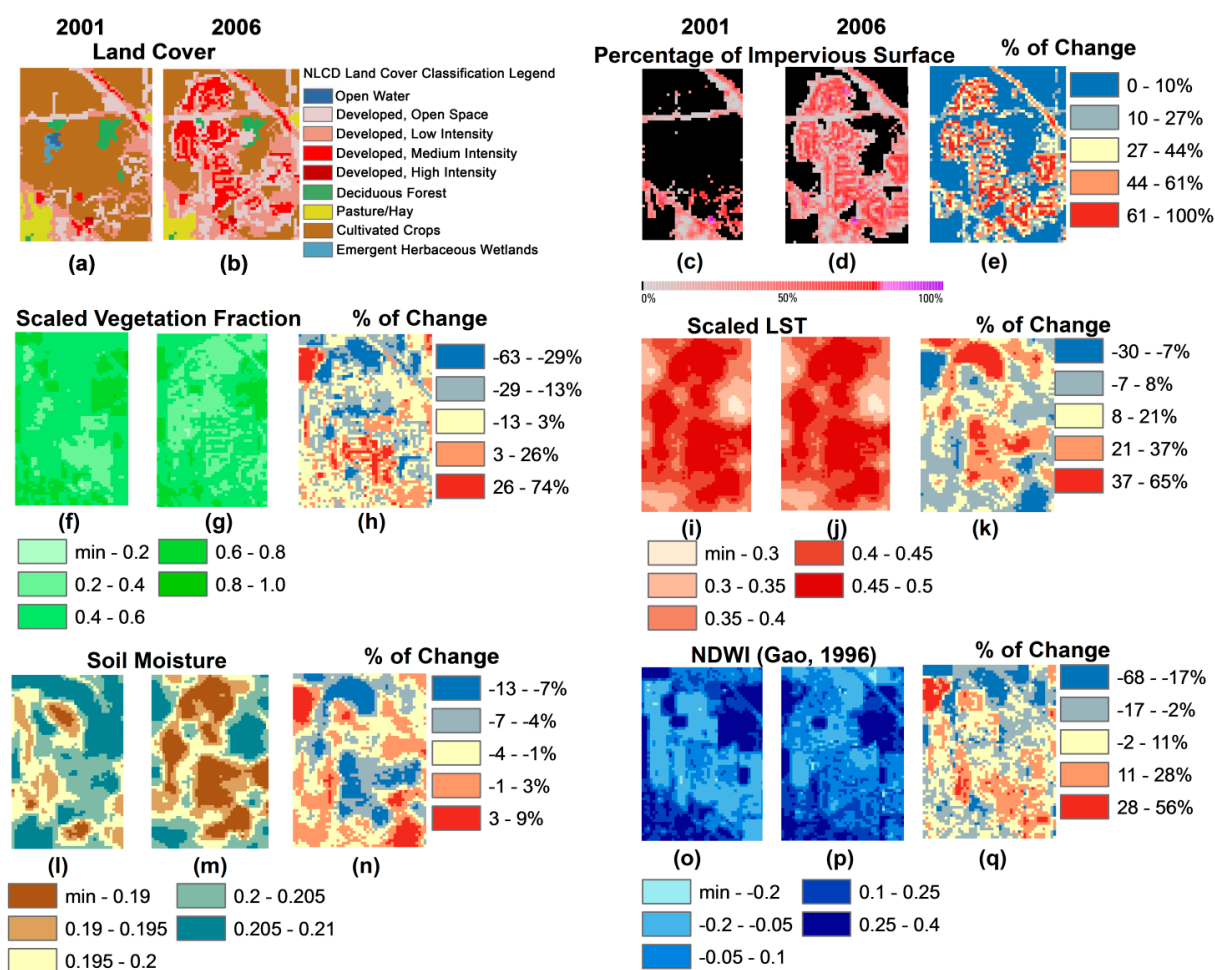 2001 2006
Land Cover
NLCD Land Cover Classification Legend
Open Water
Developed, Open Space
Developed, Low Intensity
Developed, Medium Intensity
Developed, High Intensity
Deciduous Forest
Pasture/Hay
Cultivated Crops
Emergent Herbaceous Wetlands
(a) (b)
2001 2006
Percentage of Impervious Surface % of Change
0 - 10%
10 - 27%
27 - 44%
44 - 61%
61 - 100%
(c) (d) (e)
0% 50% 100%
Scaled Vegetation Fraction % of Change
-63 - -29%
-29 - -13%
-13 - 3%
3 - 26%
26 - 74%
(f) (g) (h)
min - 0.2 0.6 - 0.8
0.2 - 0.4 0.8 - 1.0
0.4 - 0.6
Scaled LST % of Change
-30 - -7%
-7 - 8%
8 - 21%
21 - 37%
37 - 65%
(i) (j) (k)
min - 0.3 0.4 - 0.45
0.3 - 0.35 0.45 - 0.5
0.35 - 0.4
Soil Moisture % of Change
-13 - -7%
-7 - -4%
-4 - -1%
-1 - 3%
3 - 9%
(l) (m) (n)
min - 0.19 0.2 - 0.205
0.19 - 0.195 0.205 - 0.21
0.195 - 0.2
NDWI (Gao, 1996) % of Change
-68 - -17%
-17 - -2%
-2 - 11%
11 - 28%
28 - 56%
(o) (p) (q)
min - -0.2 0.1 - 0.25
-0.2 - -0.05 0.25 - 0.4
-0.05 - 0.1